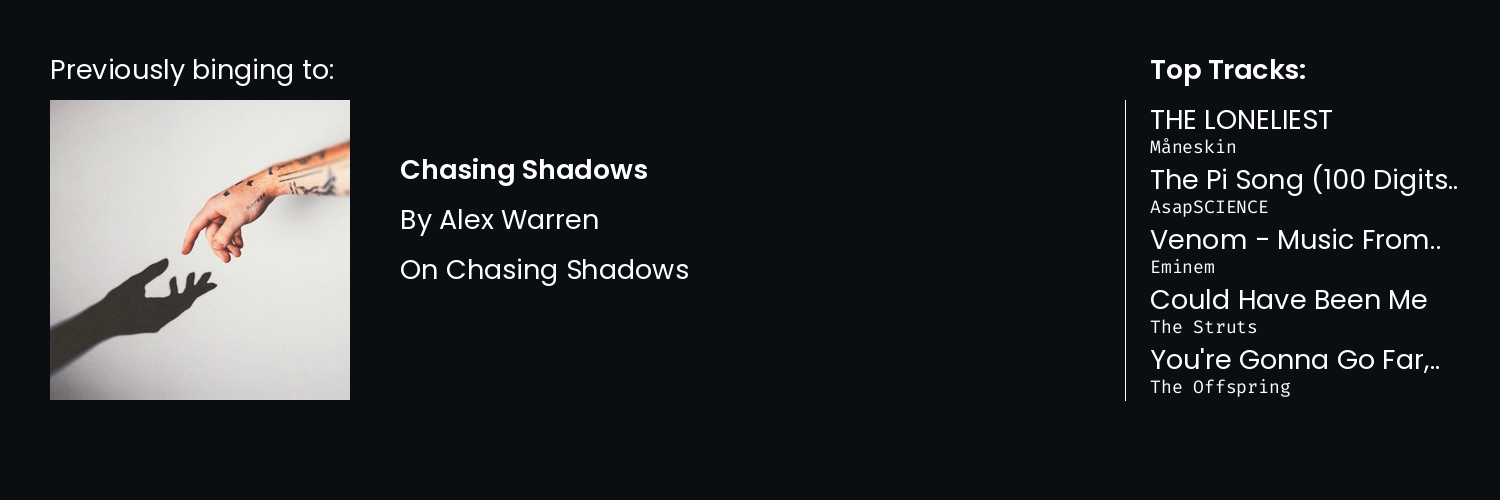 Previously binging to:
Chasing Shadows
By Alex Warren
On Chasing Shadows
Top Tracks:
THE LONELIEST
Måneskin
The Pi Song (100 Digits..
AsapSCIENCE
Venom - Music From..
Eminem
Could Have Been Me
The Struts
You're Gonna Go Far,..
The Offspring